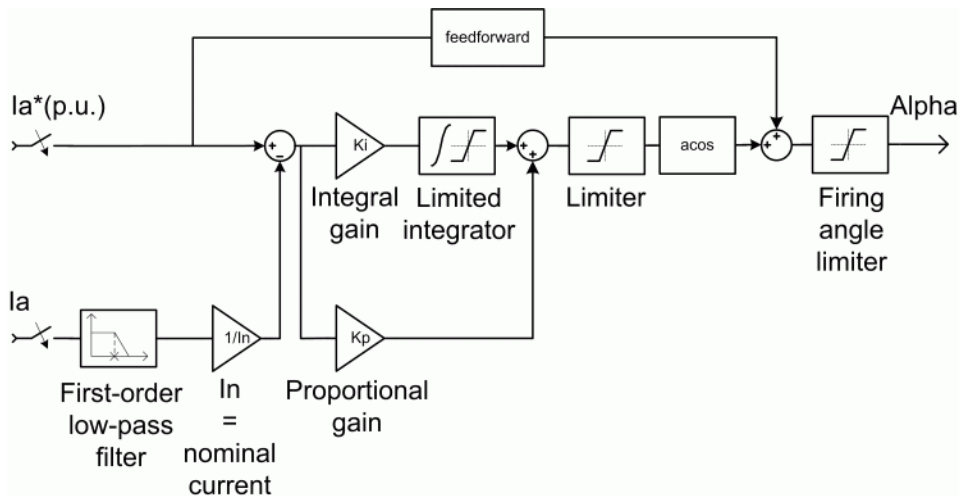 feedforward
Ia*(p.u.)
Alpha
+
−
Ki
+
+
acos
+
+
Integral
gain
Limited
integrator
Limiter
Firing
angle
limiter
Ia
1/In
Kp
First-order
low-pass
filter
In
=
nominal
current
Proportional
gain